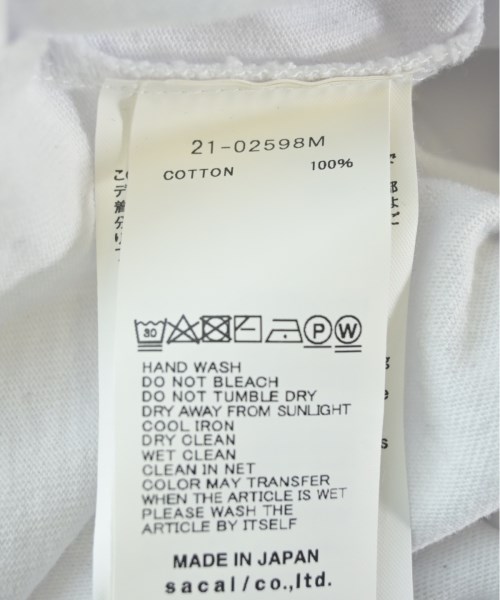 21-02598M
COTTON 100%
30 P W
HAND WASH
DO NOT BLEACH
DO NOT TUMBLE DRY
DRY AWAY FROM SUNLIGHT
COOL IRON
DRY CLEAN
WET CLEAN
CLEAN IN NET
COLOR MAY TRANSFER
WHEN THE ARTICLE IS WET
PLEASE WASH THE
ARTICLE BY ITSELF
MADE IN JAPAN
sacai/co.,ltd.